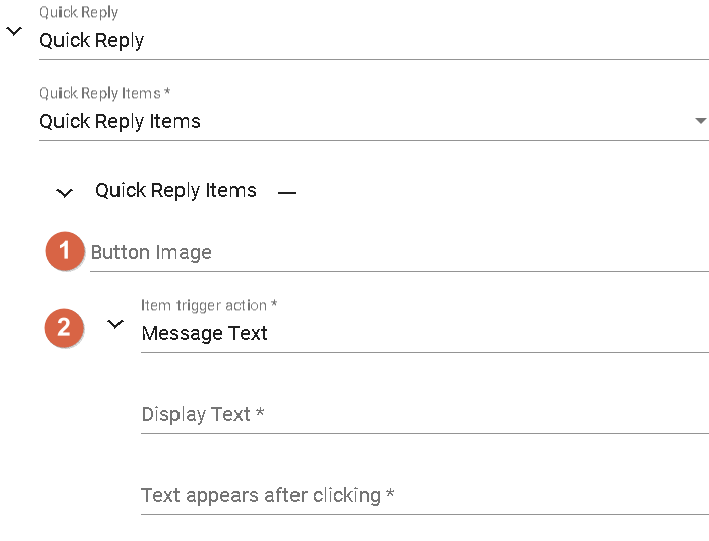 Quick Reply
Quick Reply
Quick Reply Items *
Quick Reply Items
Quick Reply Items
1 Button Image
Item trigger action *
2 Message Text
Display Text *
Text appears after clicking *